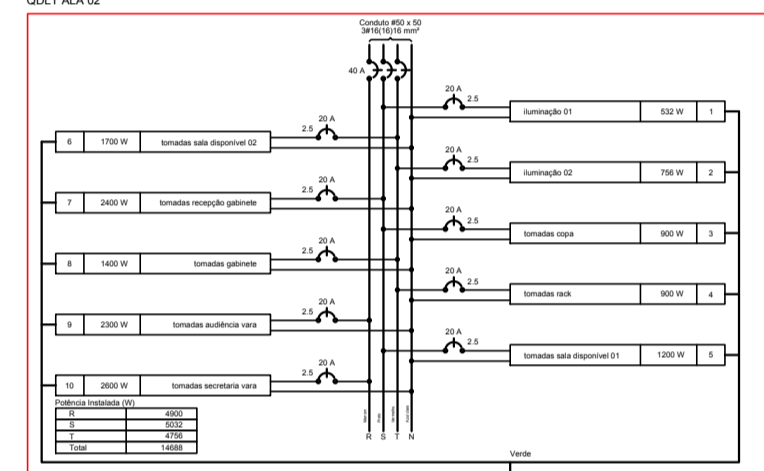 QDLT ALA 02
Conduto #50 x 50
3#16(16)16 mm²
40 A
20 A
2.5
iluminação 01 532 W 1
20 A
2.5
6 1700 W tomadas sala disponível 02
20 A
2.5
iluminação 02 756 W 2
20 A
2.5
7 2400 W tomadas recepção gabinete
20 A
2.5
tomadas copa 900 W 3
20 A
2.5
8 1400 W tomadas gabinete
20 A
2.5
tomadas rack 900 W 4
20 A
2.5
9 2300 W tomadas audiência vara
20 A
2.5
tomadas sala disponível 01 1200 W 5
20 A
2.5
10 2600 W tomadas secretaria vara
Potência Instalada (W)
R 4900
S 5032
T 4756
Total 14688
R S T N
Verde